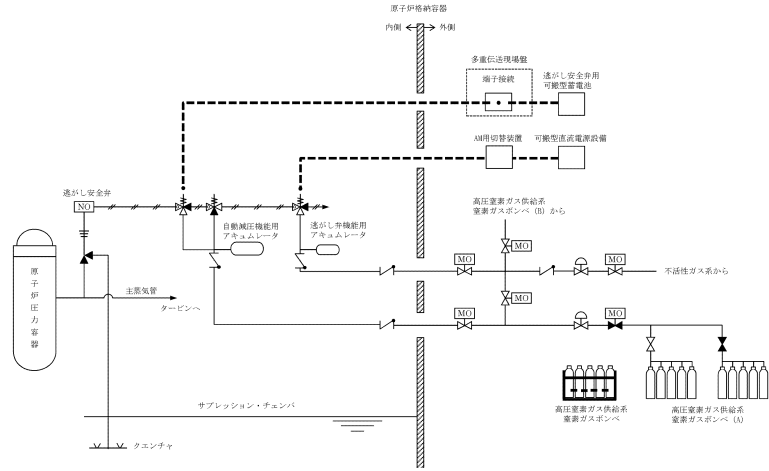 原子炉格納容器
内側
外側
多重伝送現場盤
端子接続
逃がし安全弁用
可搬型蓄電池
AM用切替装置
可搬型直流電源設備
逃がし安全弁
NO
高圧窒素ガス供給系
窒素ガスボンベ (B) から
自動減圧機能用
アキュムレータ
逃がし弁機能用
アキュムレータ
MO
MO
MO
不活性ガス系から
原子炉圧力容器
主蒸気管
タービンへ
MO
MO
MO
サプレッション・チェンバ
クエンチャ
高圧窒素ガス供給系
窒素ガスボンベ
高圧窒素ガス供給系
窒素ガスボンベ (A)